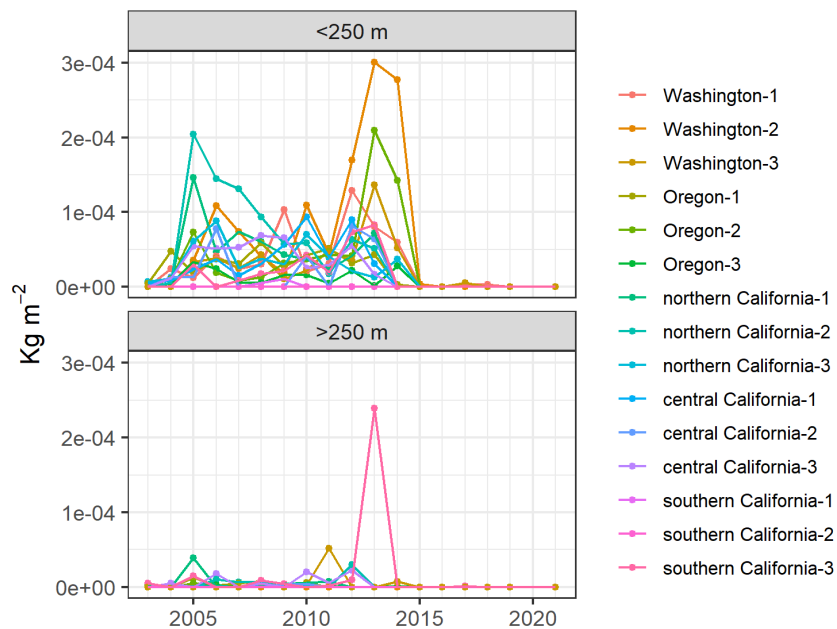 <250 m
3e-04
2e-04
1e-04
0e+00
>250 m
3e-04
2e-04
1e-04
0e+00
2005 2010 2015 2020
Kg m⁻²
Washington-1
Washington-2
Washington-3
Oregon-1
Oregon-2
Oregon-3
northern California-1
northern California-2
northern California-3
central California-1
central California-2
central California-3
southern California-1
southern California-2
southern California-3